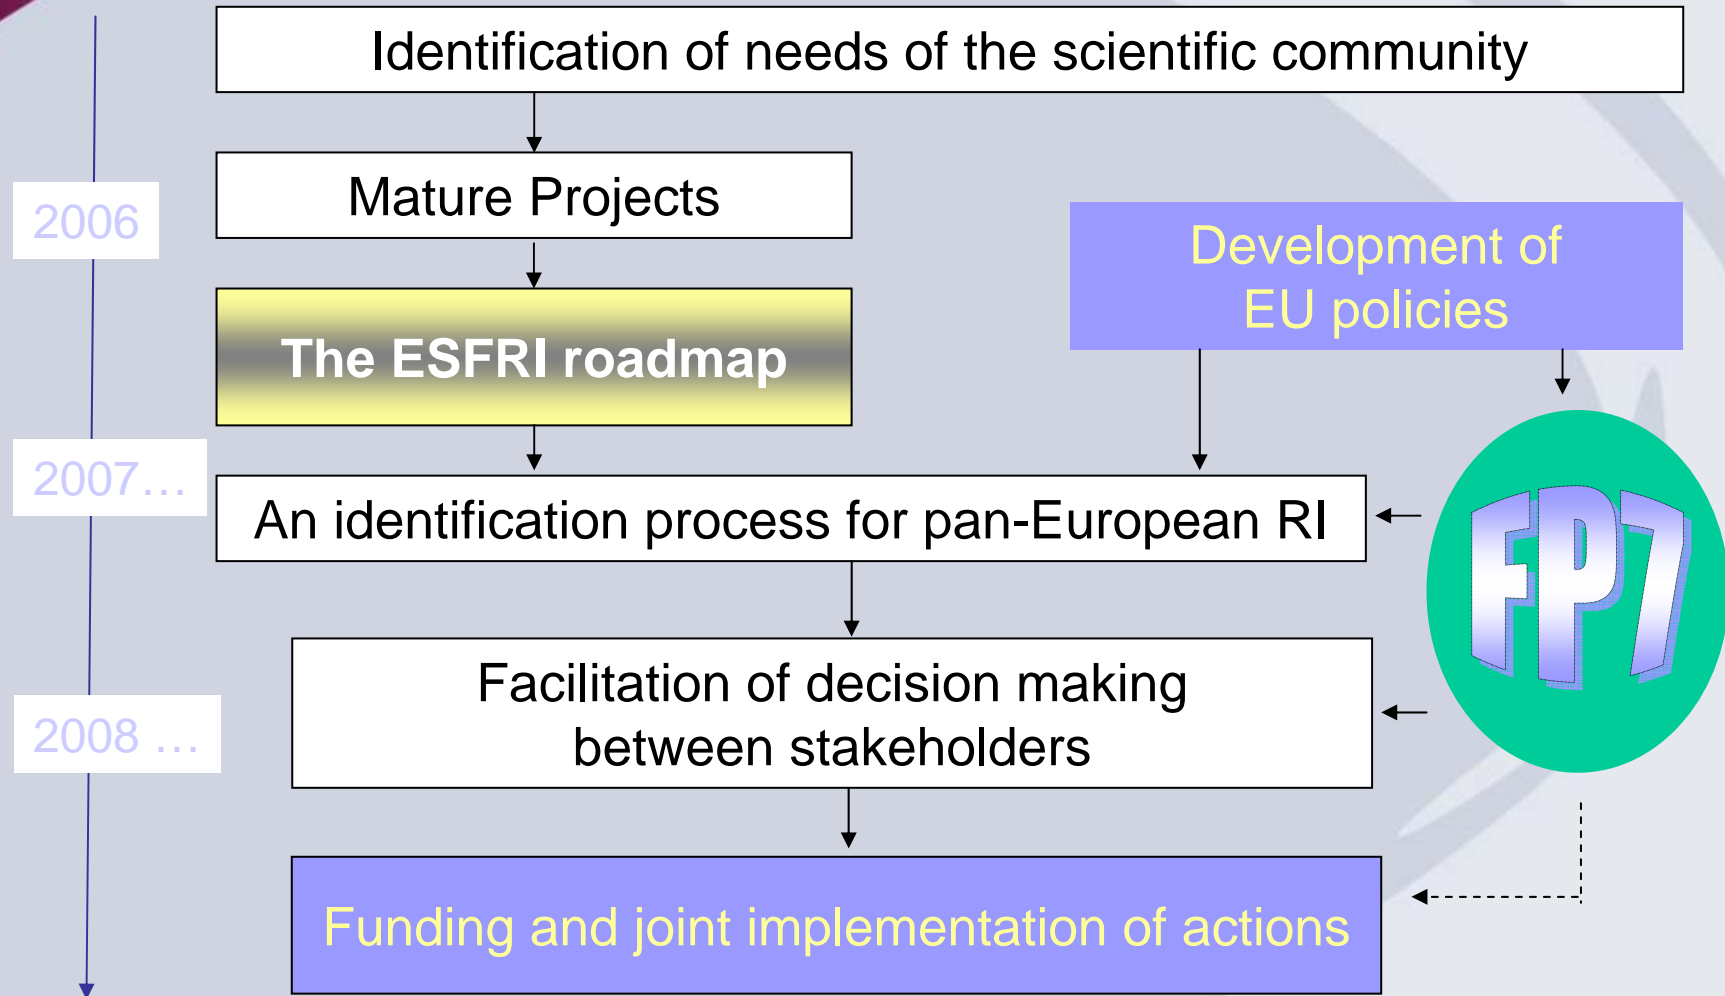 Identification of needs of the scientific community
Mature Projects
2006
Development of
EU policies
The ESFRI roadmap
2007…
An identification process for pan-European RI
FP7
Facilitation of decision making
between stakeholders
2008 …
Funding and joint implementation of actions